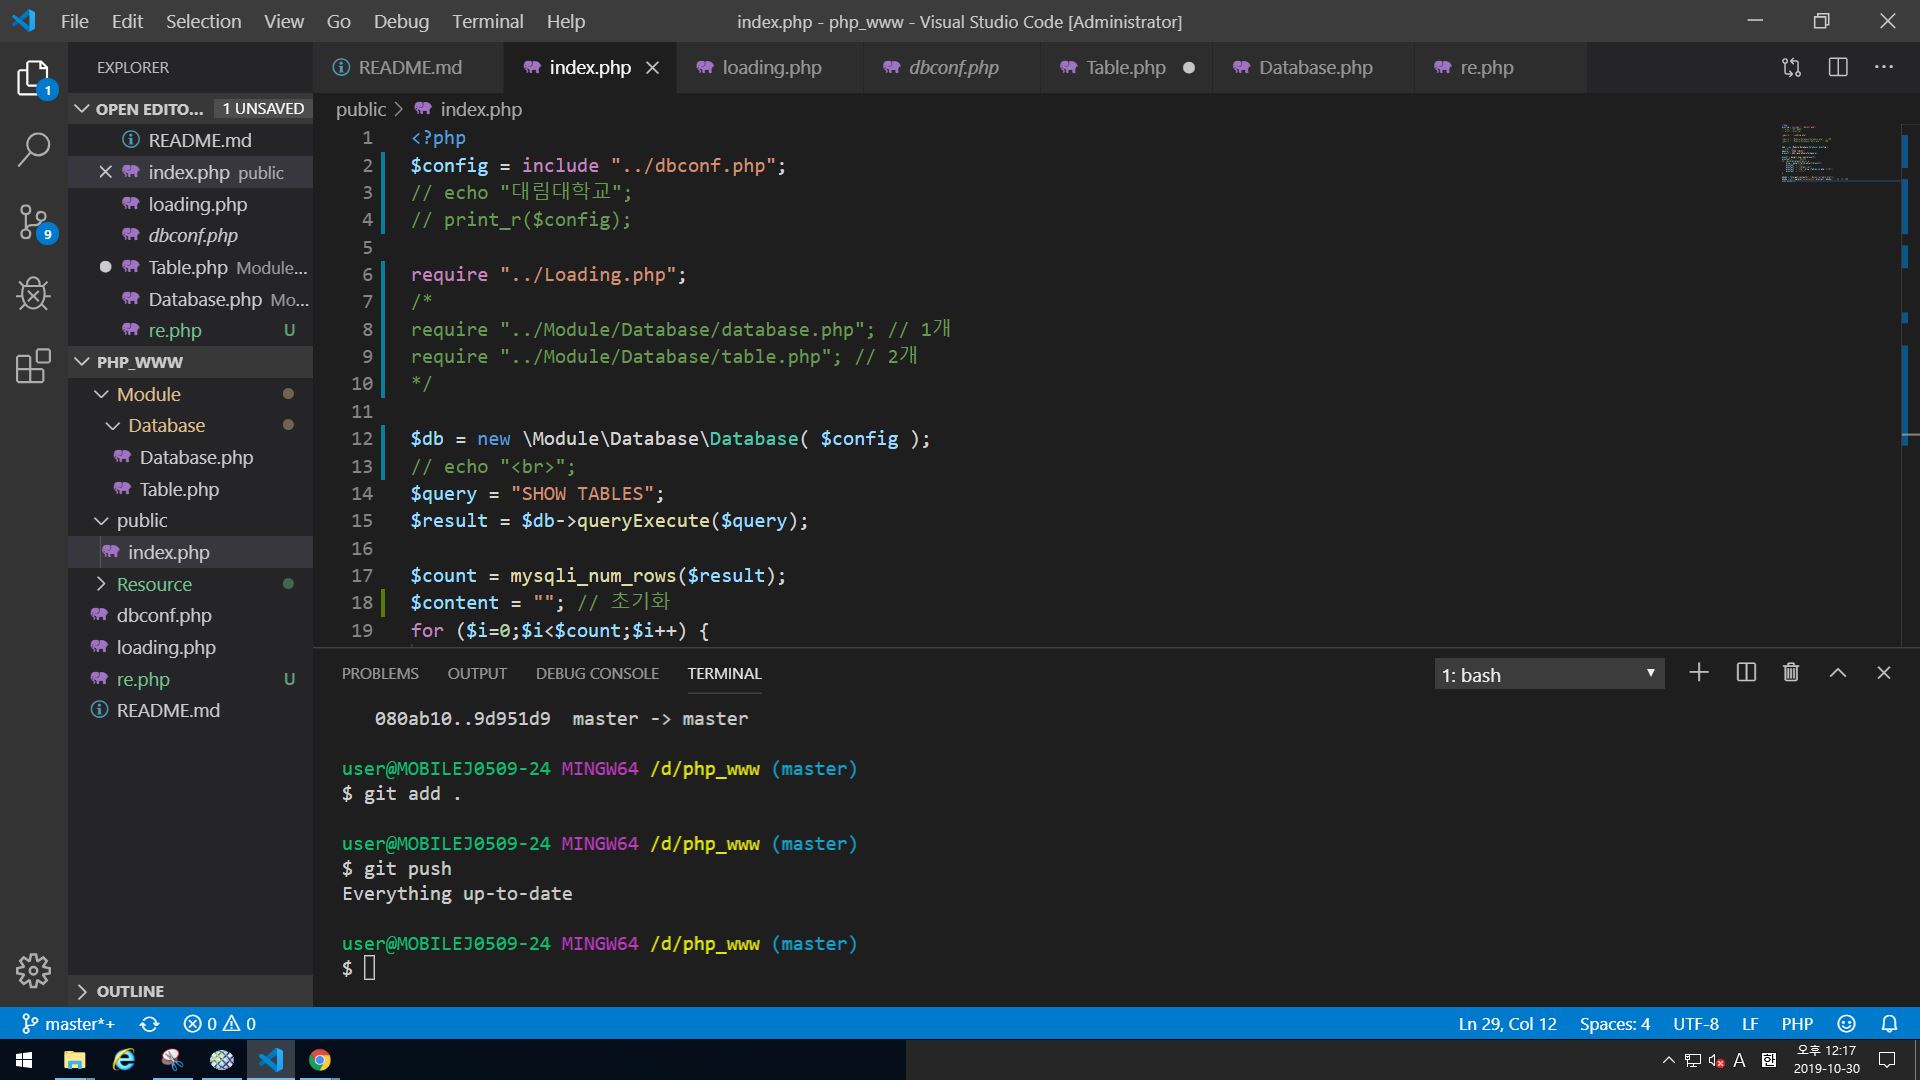 File Edit Selection View Go Debug Terminal Help
index.php - php_www - Visual Studio Code [Administrator]
EXPLORER
README.md
index.php
loading.php
dbconf.php
Table.php
Database.php
re.php
1
OPEN EDITO... 1 UNSAVED
README.md
index.php public
loading.php
9
dbconf.php
Table.php Module...
Database.php Mo...
re.php U
PHP_WWW
Module
Database
Database.php
Table.php
public
index.php
Resource
dbconf.php
loading.php
re.php U
README.md
OUTLINE
public > index.php
1 <?php
2 $config = include "../dbconf.php";
3 // echo "대림대학교";
4 // print_r($config);
5
6 require "../Loading.php";
7 /*
8 require "../Module/Database/database.php"; // 1개
9 require "../Module/Database/table.php"; // 2개
10 */
11
12 $db = new \Module\Database\Database( $config );
13 // echo "<br>";
14 $query = "SHOW TABLES";
15 $result = $db->queryExecute($query);
16
17 $count = mysqli_num_rows($result);
18 $content = ""; // 초기화
19 for ($i=0;$i<$count;$i++) {
PROBLEMS OUTPUT DEBUG CONSOLE TERMINAL
1: bash
080ab10..9d951d9 master -> master
user@MOBILEJ0509-24 MINGW64 /d/php_www (master)
$ git add .
user@MOBILEJ0509-24 MINGW64 /d/php_www (master)
$ git push
Everything up-to-date
user@MOBILEJ0509-24 MINGW64 /d/php_www (master)
$
master*+ 0 0
Ln 29, Col 12 Spaces: 4 UTF-8 LF PHP
A 한
오후 12:17
2019-10-30